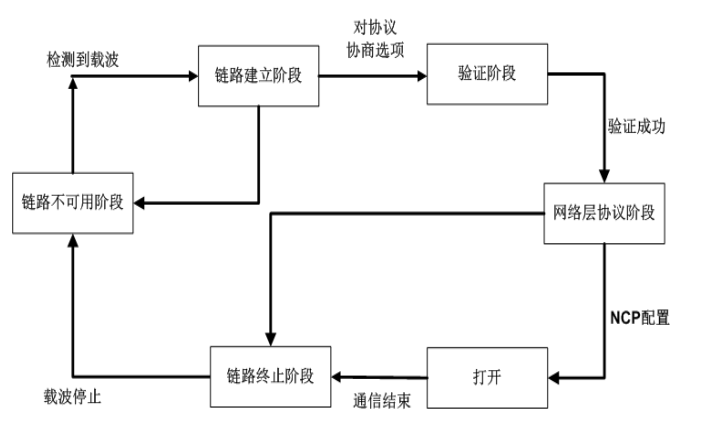 对协议
协商选项
检测到载波
链路建立阶段
验证阶段
验证成功
链路不可用阶段
网络层协议阶段
NCP配置
链路终止阶段
打开
载波停止
通信结束